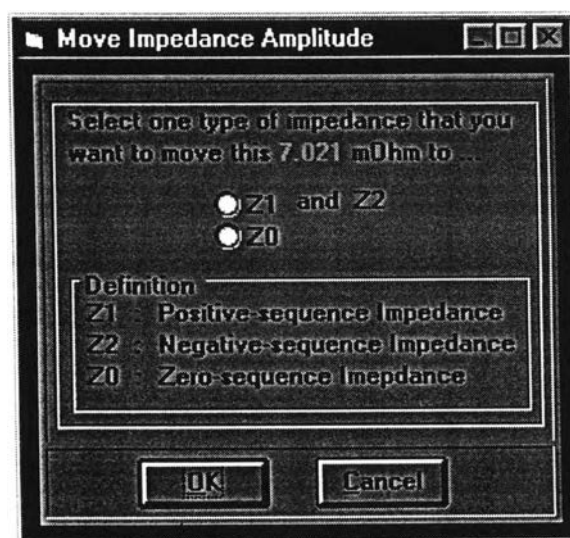 Move Impedance Amplitude
Select one type of impedance that you
want to move this 7.021 mOhm to ...
Z1 and Z2
Z0
Definition
Z1 : Positive-sequence Impedance
Z2 : Negative-sequence Impedance
Z0 : Zero-sequence Imepdance
OK Cancel